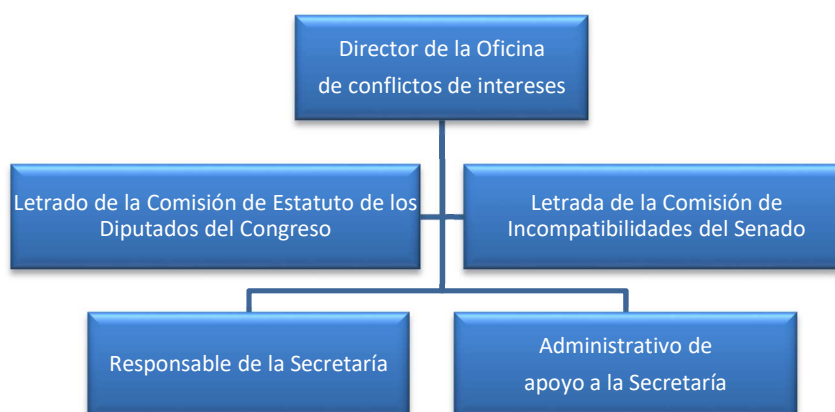 Director de la Oficina
de conflictos de intereses
Letrado de la Comisión de Estatuto de los
Diputados del Congreso
Letrada de la Comisión de
Incompatibilidades del Senado
Responsable de la Secretaría
Administrativo de
apoyo a la Secretaría